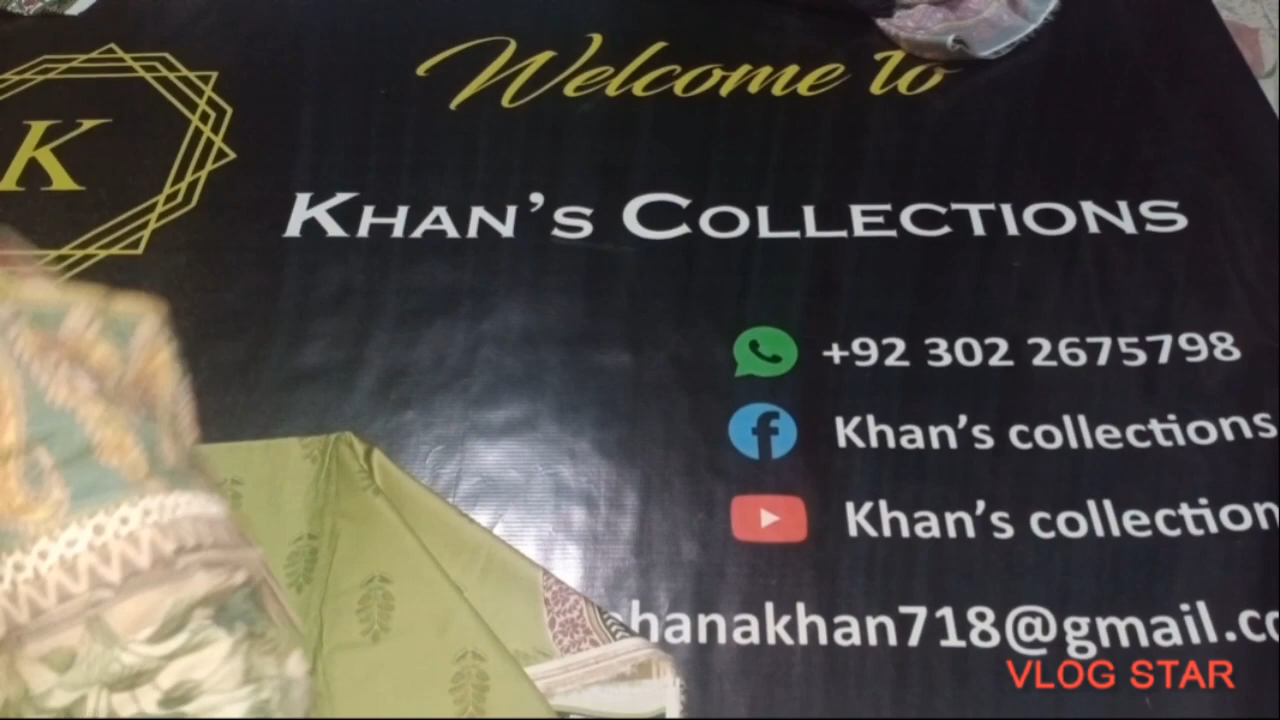 Welcome to
K
KHAN'S COLLECTIONS
+92 302 2675798
Khan's collections
Khan's collection
hanakhan718@gmail.co
VLOG STAR